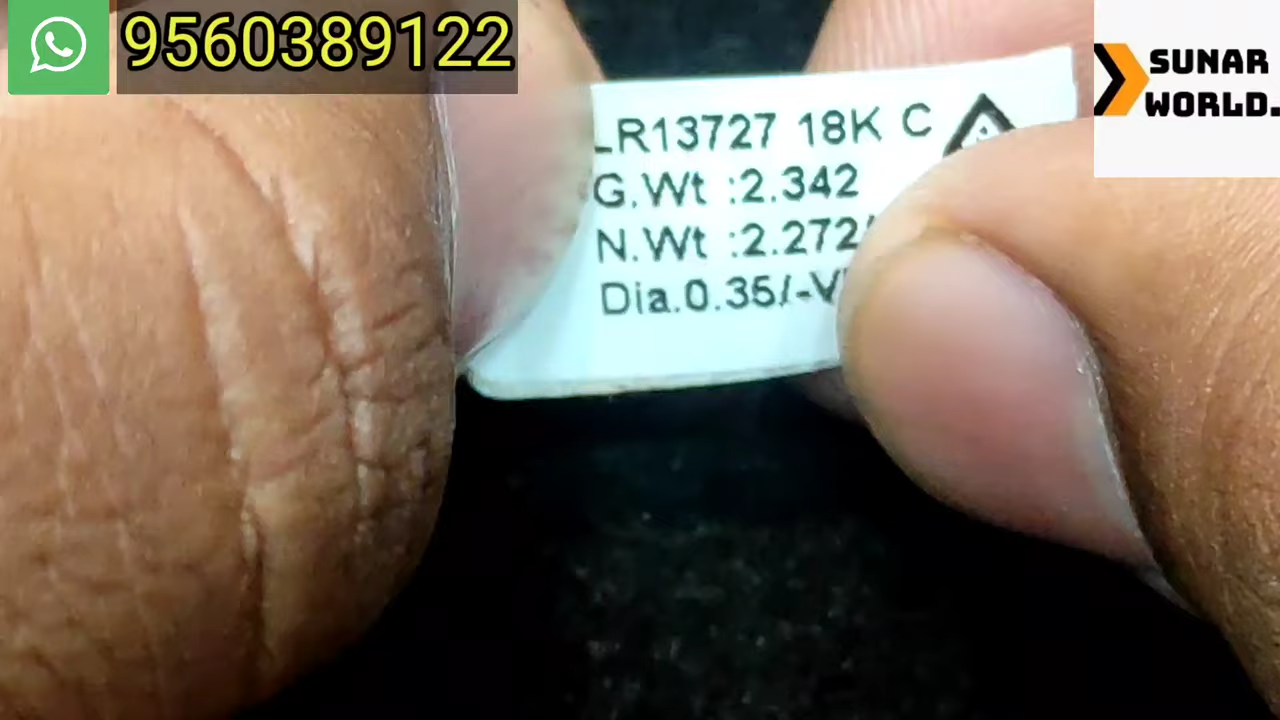 9560389122
SUNAR
WORLD.
LR13727 18K C
G.Wt :2.342
N.Wt :2.272/
Dia.0.35/-V